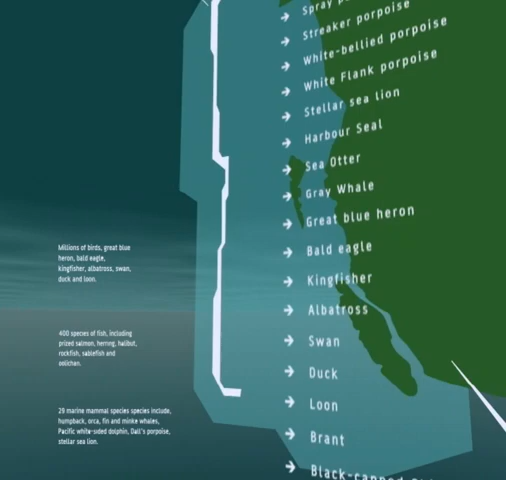 Spray
Streaker porpoise
White-bellied porpoise
White Flank porpoise
Stellar sea lion
Harbour Seal
Sea Otter
Gray Whale
Great blue heron
Bald eagle
Kingfisher
Albatross
Swan
Duck
Loon
Brant
Millions of birds, great blue
heron, bald eagle,
kingfisher, albatross, swan,
duck and loon.
400 species of fish, including
prized salmon, herring, halibut,
rockfish, sablefish and
oolichan.
29 marine mammal species species include,
humpback, orca, fin and minke whales,
Pacific white-sided dolphin, Dall's porpoise,
stellar sea lion.